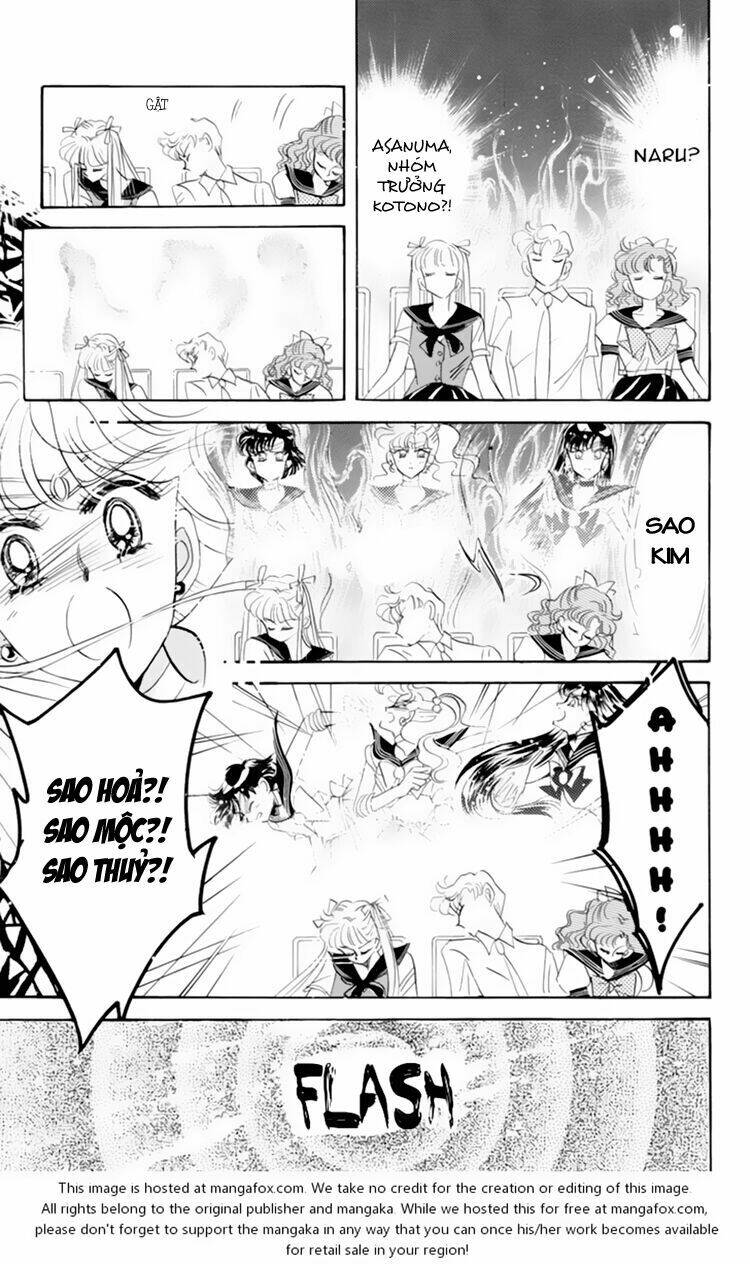 NARU?
ASANUMA,
NHÓM
TRƯỞNG
KOTONO?!
GẬT
SAO
KIM
AHHHH!
SAO HOẢ?!
SAO MỘC?!
SAO THUỶ?!
FLASH
This image is hosted at mangafox.com. We take no credit for the creation or editing of this image.
All rights belong to the original publisher and mangaka. While we hosted this for free at mangafox.com,
please don't forget to support the mangaka in any way that you can once his/her work becomes available
for retail sale in your region!